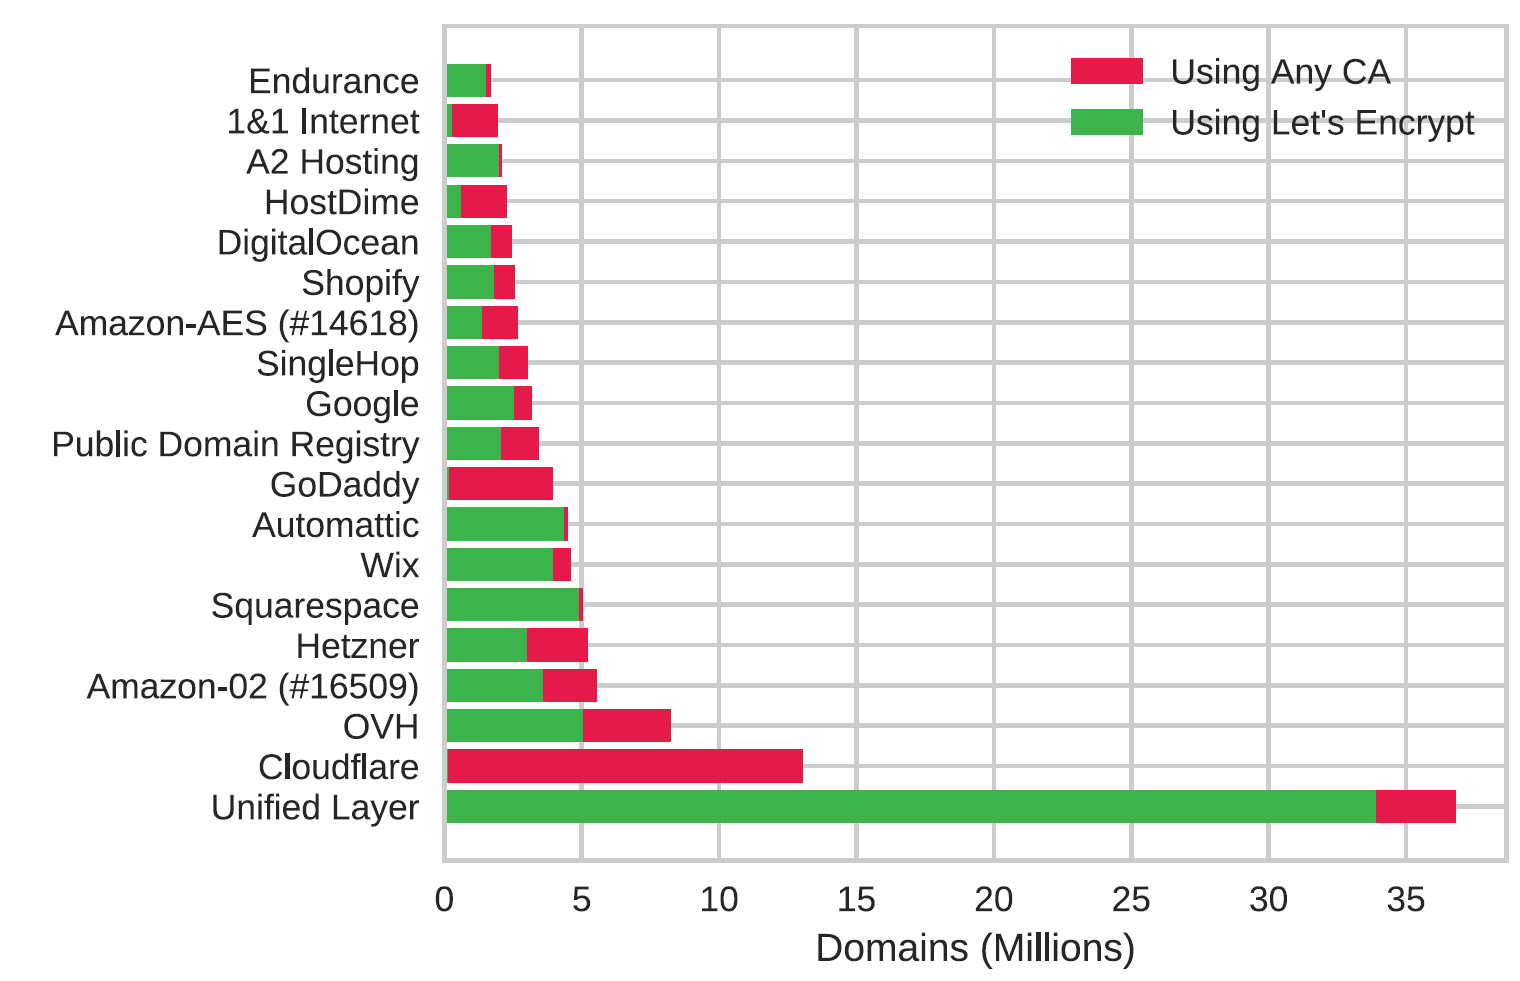 Using Any CA
Using Let's Encrypt
Endurance
1&1 Internet
A2 Hosting
HostDime
DigitalOcean
Shopify
Amazon-AES (#14618)
SingleHop
Google
Public Domain Registry
GoDaddy
Automattic
Wix
Squarespace
Hetzner
Amazon-02 (#16509)
OVH
Cloudflare
Unified Layer
0 5 10 15 20 25 30 35
Domains (Millions)